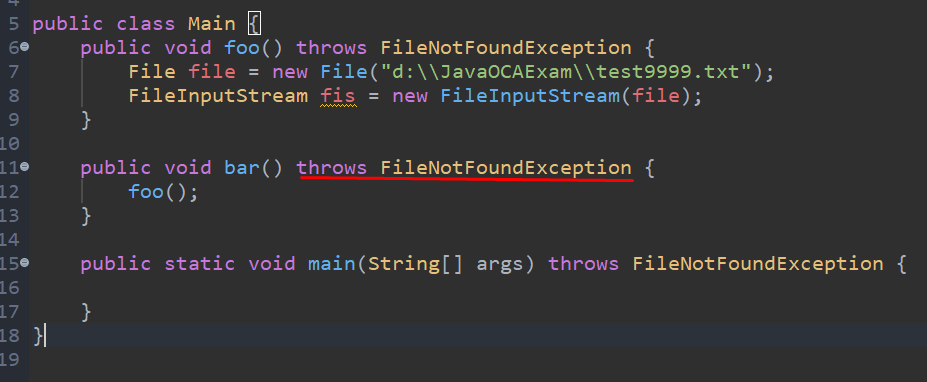 4
5 public class Main {
6 public void foo() throws FileNotFoundException {
7 File file = new File("d:\\JavaOCAExam\\test9999.txt");
8 FileInputStream fis = new FileInputStream(file);
9 }
10
11 public void bar() throws FileNotFoundException {
12 foo();
13 }
14
15 public static void main(String[] args) throws FileNotFoundException {
16
17 }
18 }
19